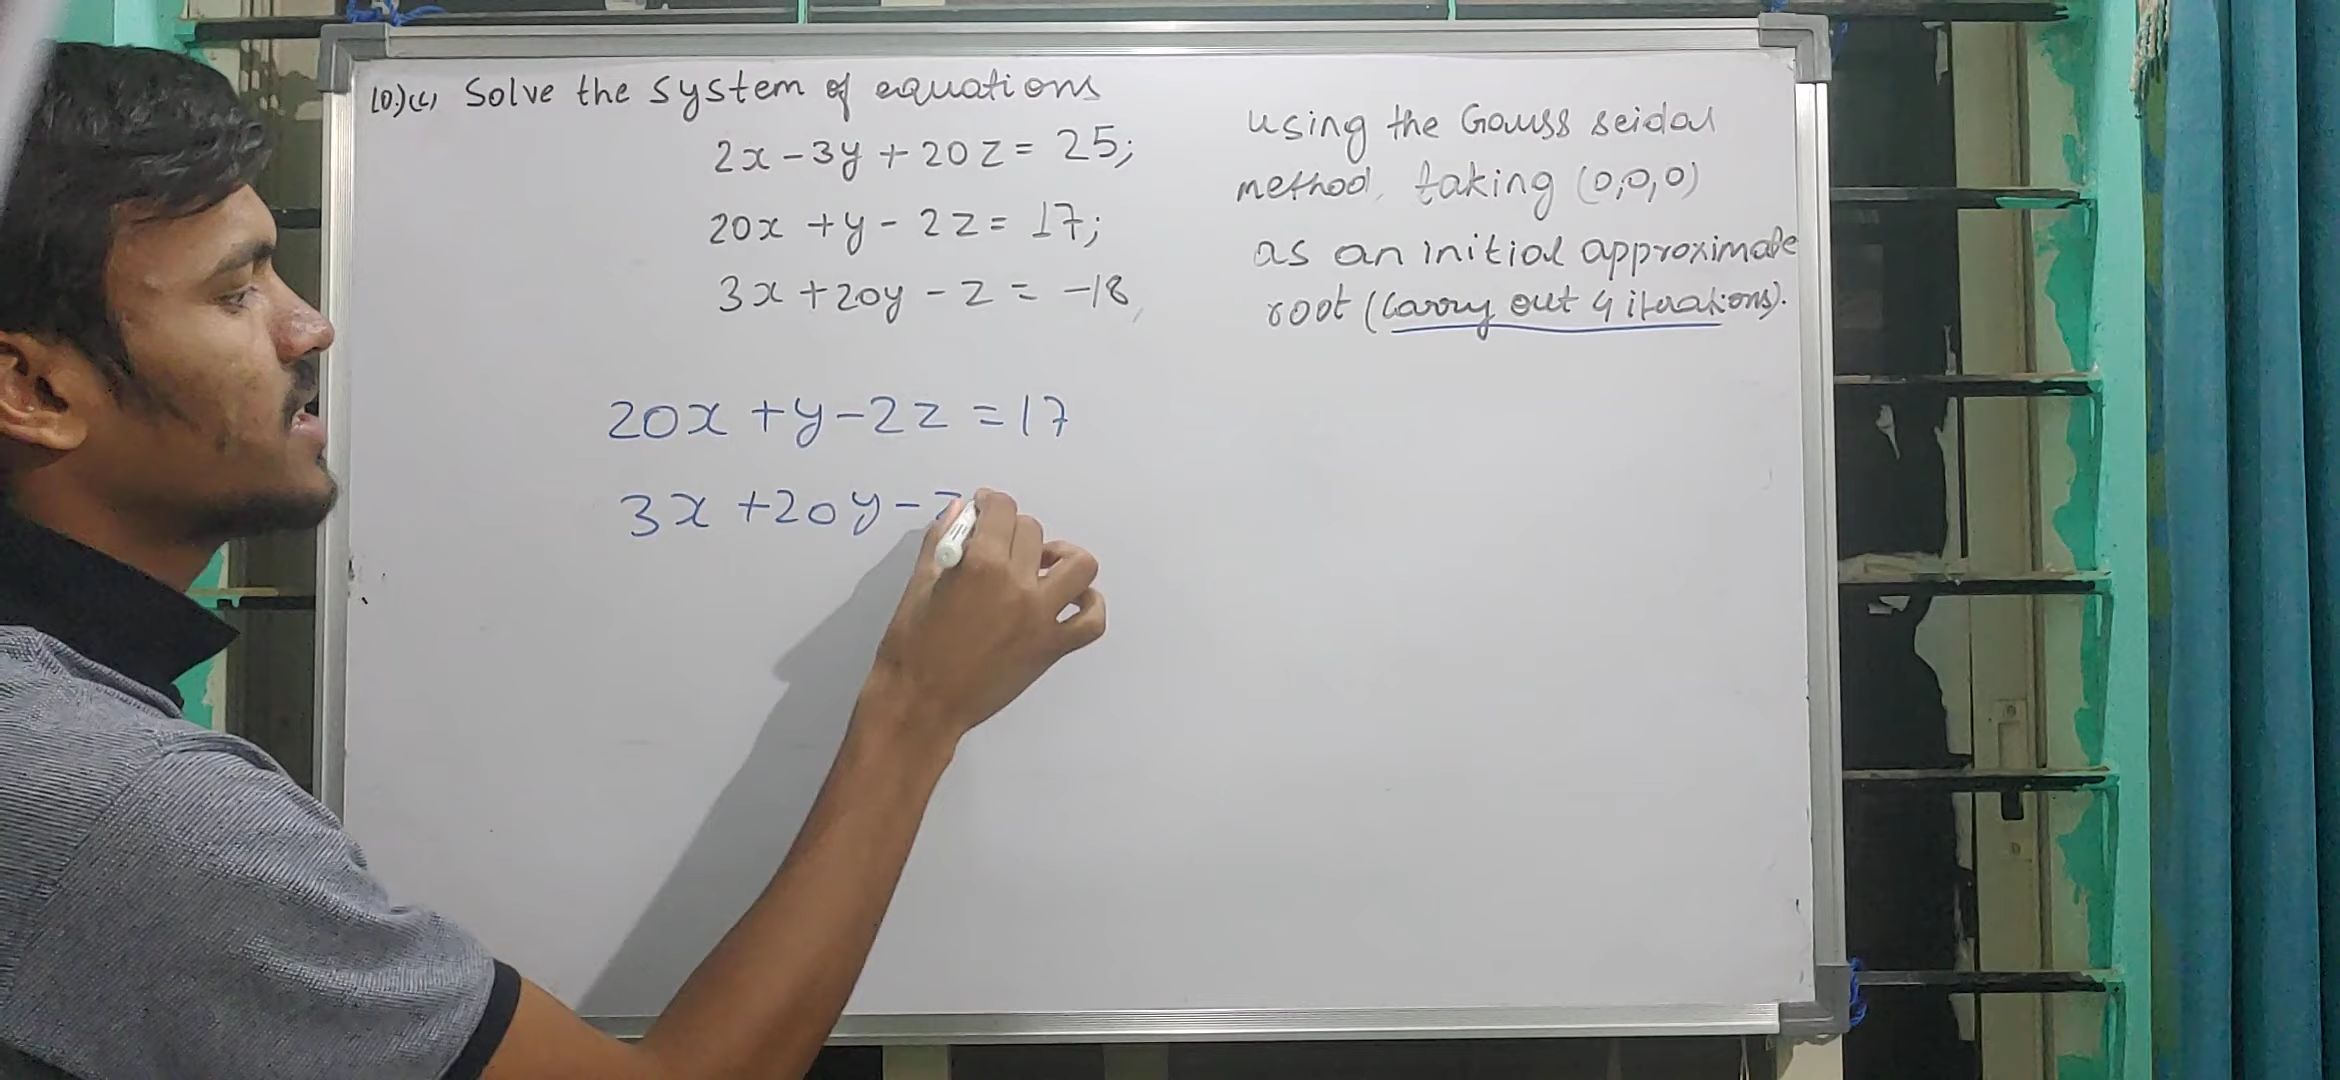 10.)(c) Solve the system of equations
2x - 3y + 20z = 25;
20x + y - 2z = 17;
3x + 20y - z = -18,
using the Gauss seidal
method, taking (0,0,0)
as an initial approximate
root (Carry out 4 iterations).
20x + y - 2z = 17
3x + 20y - z